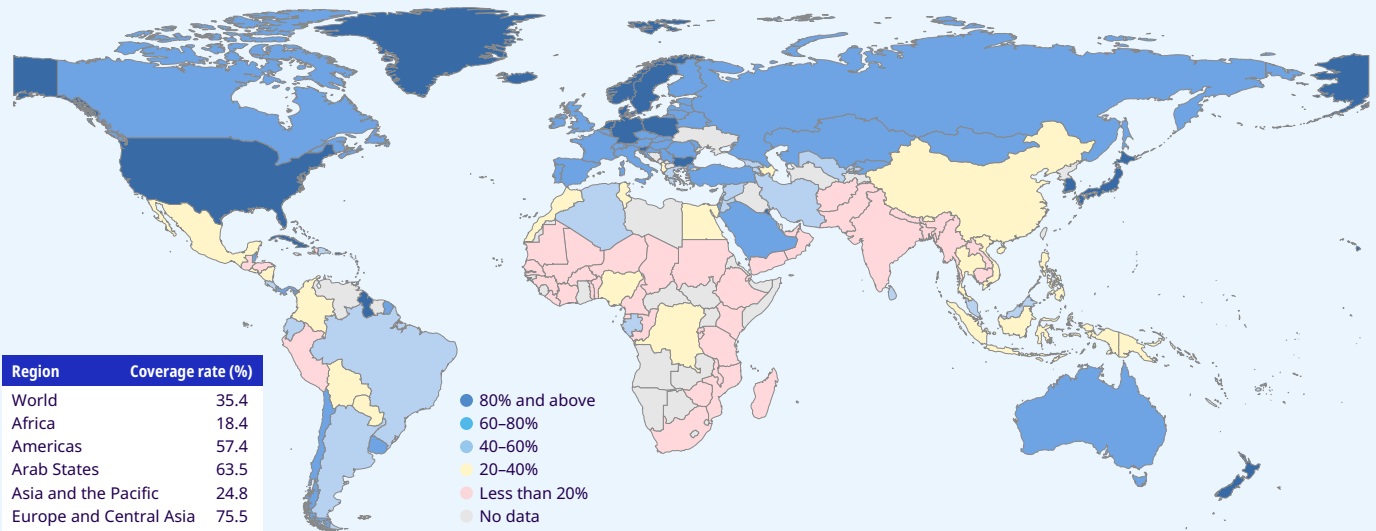 Region Coverage rate (%)
World 35.4
Africa 18.4
Americas 57.4
Arab States 63.5
Asia and the Pacific 24.8
Europe and Central Asia 75.5
80% and above
60–80%
40–60%
20–40%
Less than 20%
No data